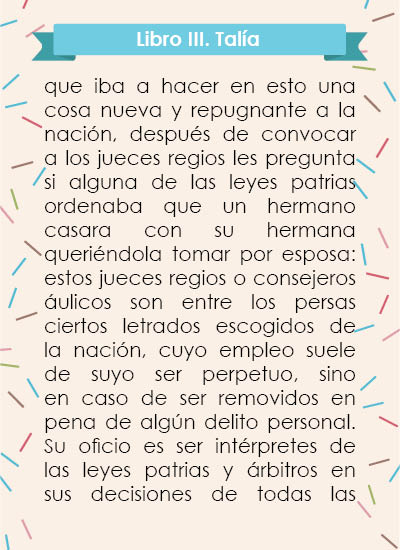 Libro III. Talía
que iba a hacer en esto una
cosa nueva y repugnante a la
nación, después de convocar
a los jueces regios les pregunta
si alguna de las leyes patrias
ordenaba que un hermano
casara con su hermana
queriéndola tomar por esposa:
estos jueces regios o consejeros
áulicos son entre los persas
ciertos letrados escogidos de
la nación, cuyo empleo suele
de suyo ser perpetuo, sino
en caso de ser removidos en
pena de algún delito personal.
Su oficio es ser intérpretes de
las leyes patrias y árbitros en
sus decisiones de todas las